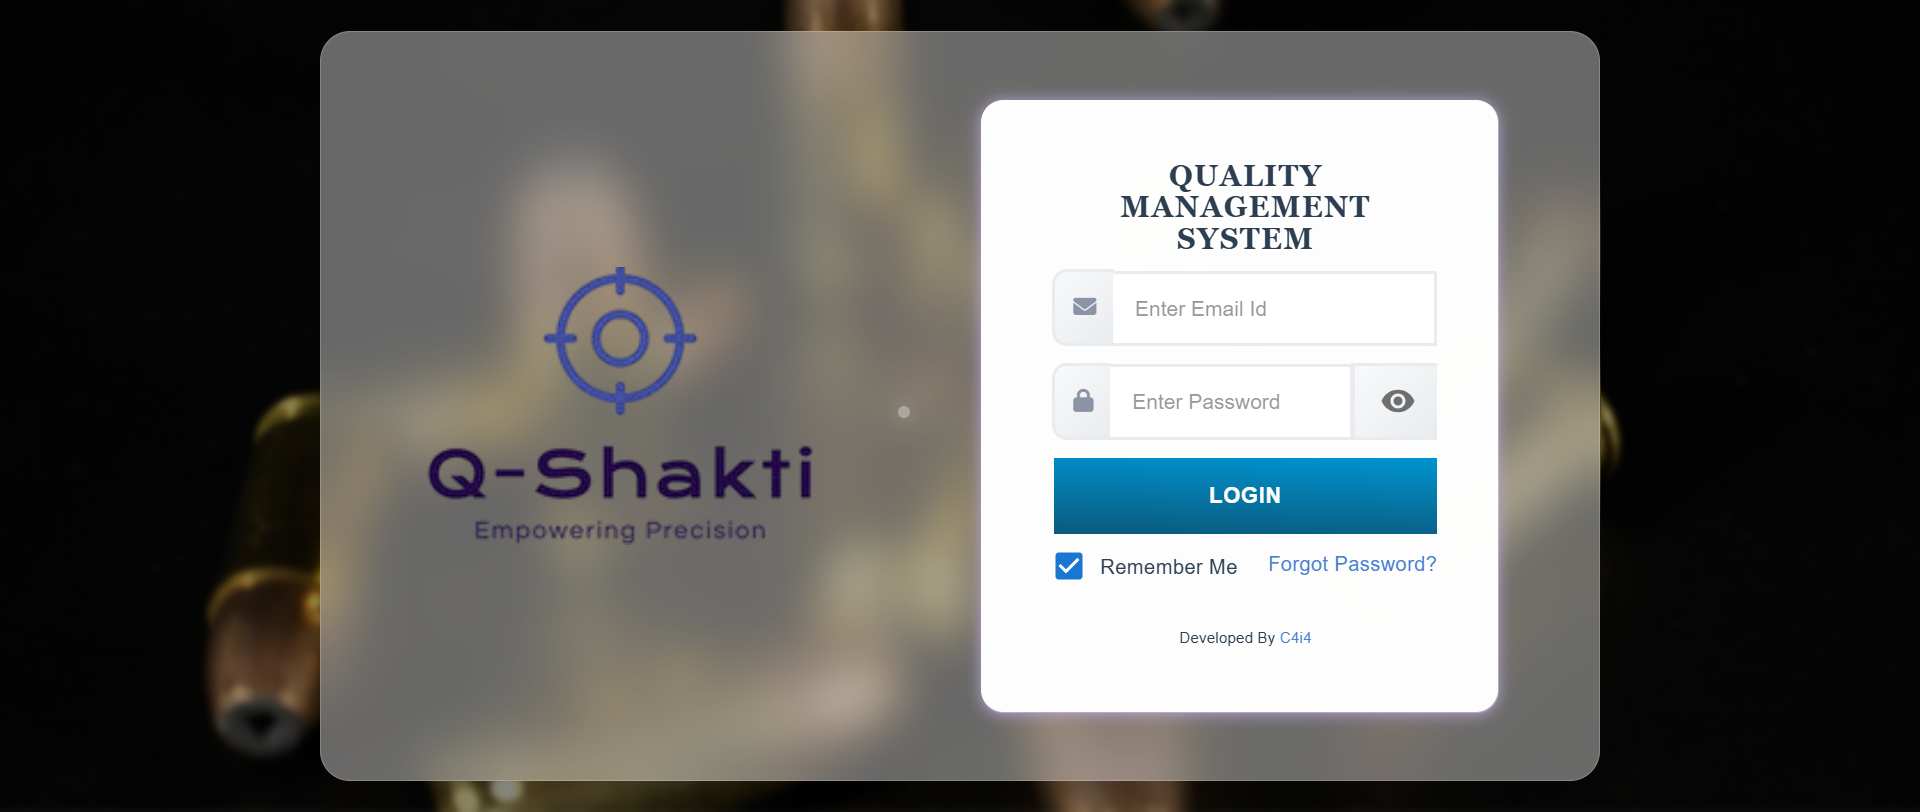 Q-Shakti
Empowering Precision
QUALITY
MANAGEMENT
SYSTEM
Enter Email Id
Enter Password
LOGIN
Remember Me
Forgot Password?
Developed By C4i4